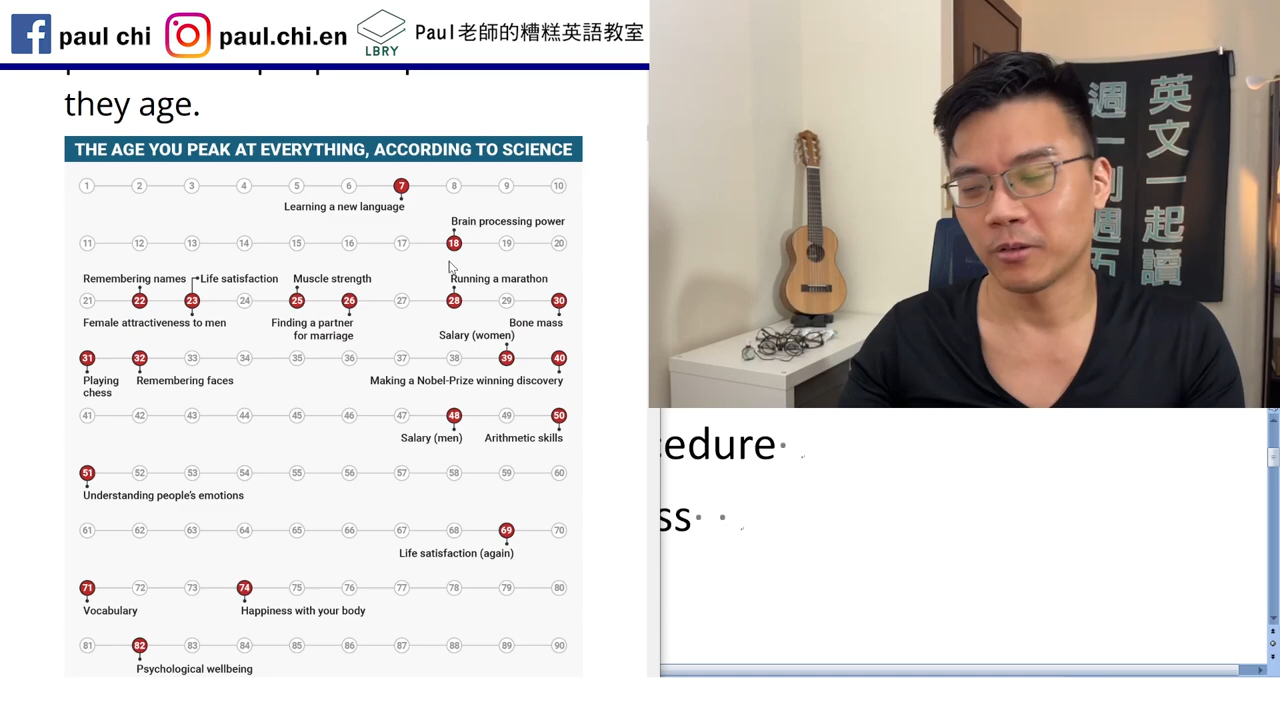 paul chi
paul.chi.en
LBRY
Paul老師的糟糕英語教室
they age.
THE AGE YOU PEAK AT EVERYTHING, ACCORDING TO SCIENCE
1 2 3 4 5 6 7 8 9 10
Learning a new language
Brain processing power
11 12 13 14 15 16 17 18 19 20
Remembering names Life satisfaction Muscle strength Running a marathon
21 22 23 24 25 26 27 28 29 30
Female attractiveness to men Finding a partner Bone mass
for marriage Salary (women)
31 32 33 34 35 36 37 38 39 40
Playing Remembering faces Making a Nobel-Prize winning discovery
chess
41 42 43 44 45 46 47 48 49 50
Salary (men) Arithmetic skills
51 52 53 54 55 56 57 58 59 60
Understanding people's emotions
61 62 63 64 65 66 67 68 69 70
Life satisfaction (again)
71 72 73 74 75 76 77 78 79 80
Vocabulary Happiness with your body
81 82 83 84 85 86 87 88 89 90
Psychological wellbeing
英文一起讀
週一到週五
cedure
ss